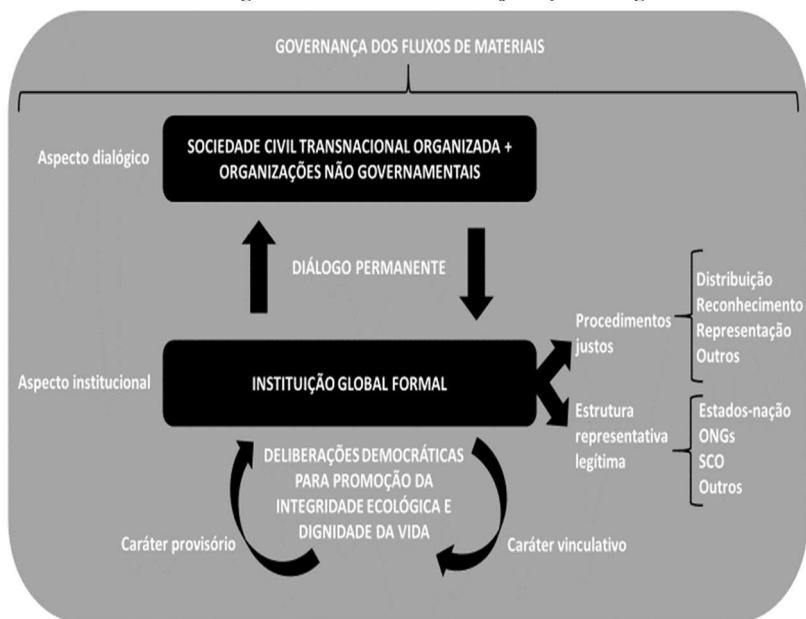 GOVERNANÇA DOS FLUXOS DE MATERIAIS
Aspecto dialógico
SOCIEDADE CIVIL TRANSNACIONAL ORGANIZADA +
ORGANIZAÇÕES NÃO GOVERNAMENTAIS
DIÁLOGO PERMANENTE
Aspecto institucional
INSTITUIÇÃO GLOBAL FORMAL
Procedimentos
justos
Distribuição
Reconhecimento
Representação
Outros
Estrutura
representativa
legítima
Estados-nação
ONGs
SCO
Outros
DELIBERAÇÕES DEMOCRÁTICAS
PARA PROMOÇÃO DA
INTEGRIDADE ECOLÓGICA E
DIGNIDADE DA VIDA
Caráter provisório
Caráter vinculativo